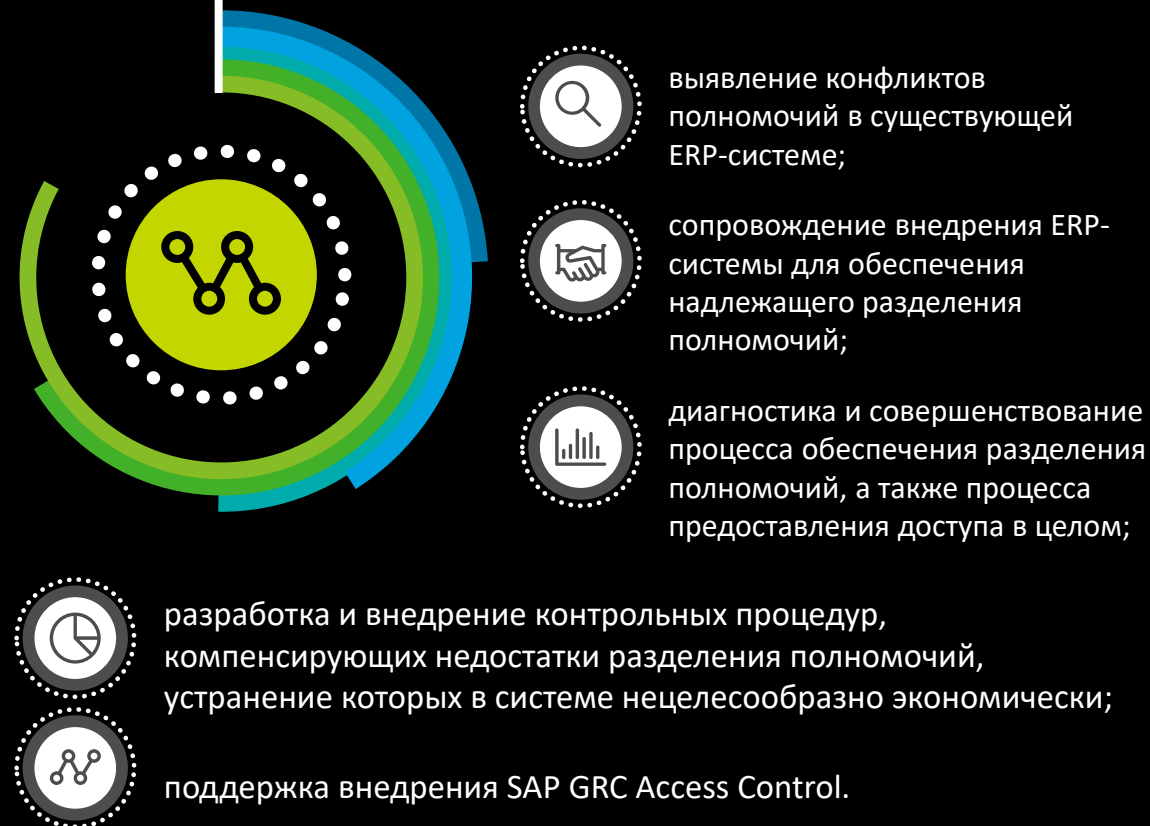 выявление конфликтов
полномочий в существующей
ERP-системе;
сопровождение внедрения ERP-
системы для обеспечения
надлежащего разделения
полномочий;
диагностика и совершенствование
процесса обеспечения разделения
полномочий, а также процесса
предоставления доступа в целом;
разработка и внедрение контрольных процедур,
компенсирующих недостатки разделения полномочий,
устранение которых в системе нецелесообразно экономически;
поддержка внедрения SAP GRC Access Control.